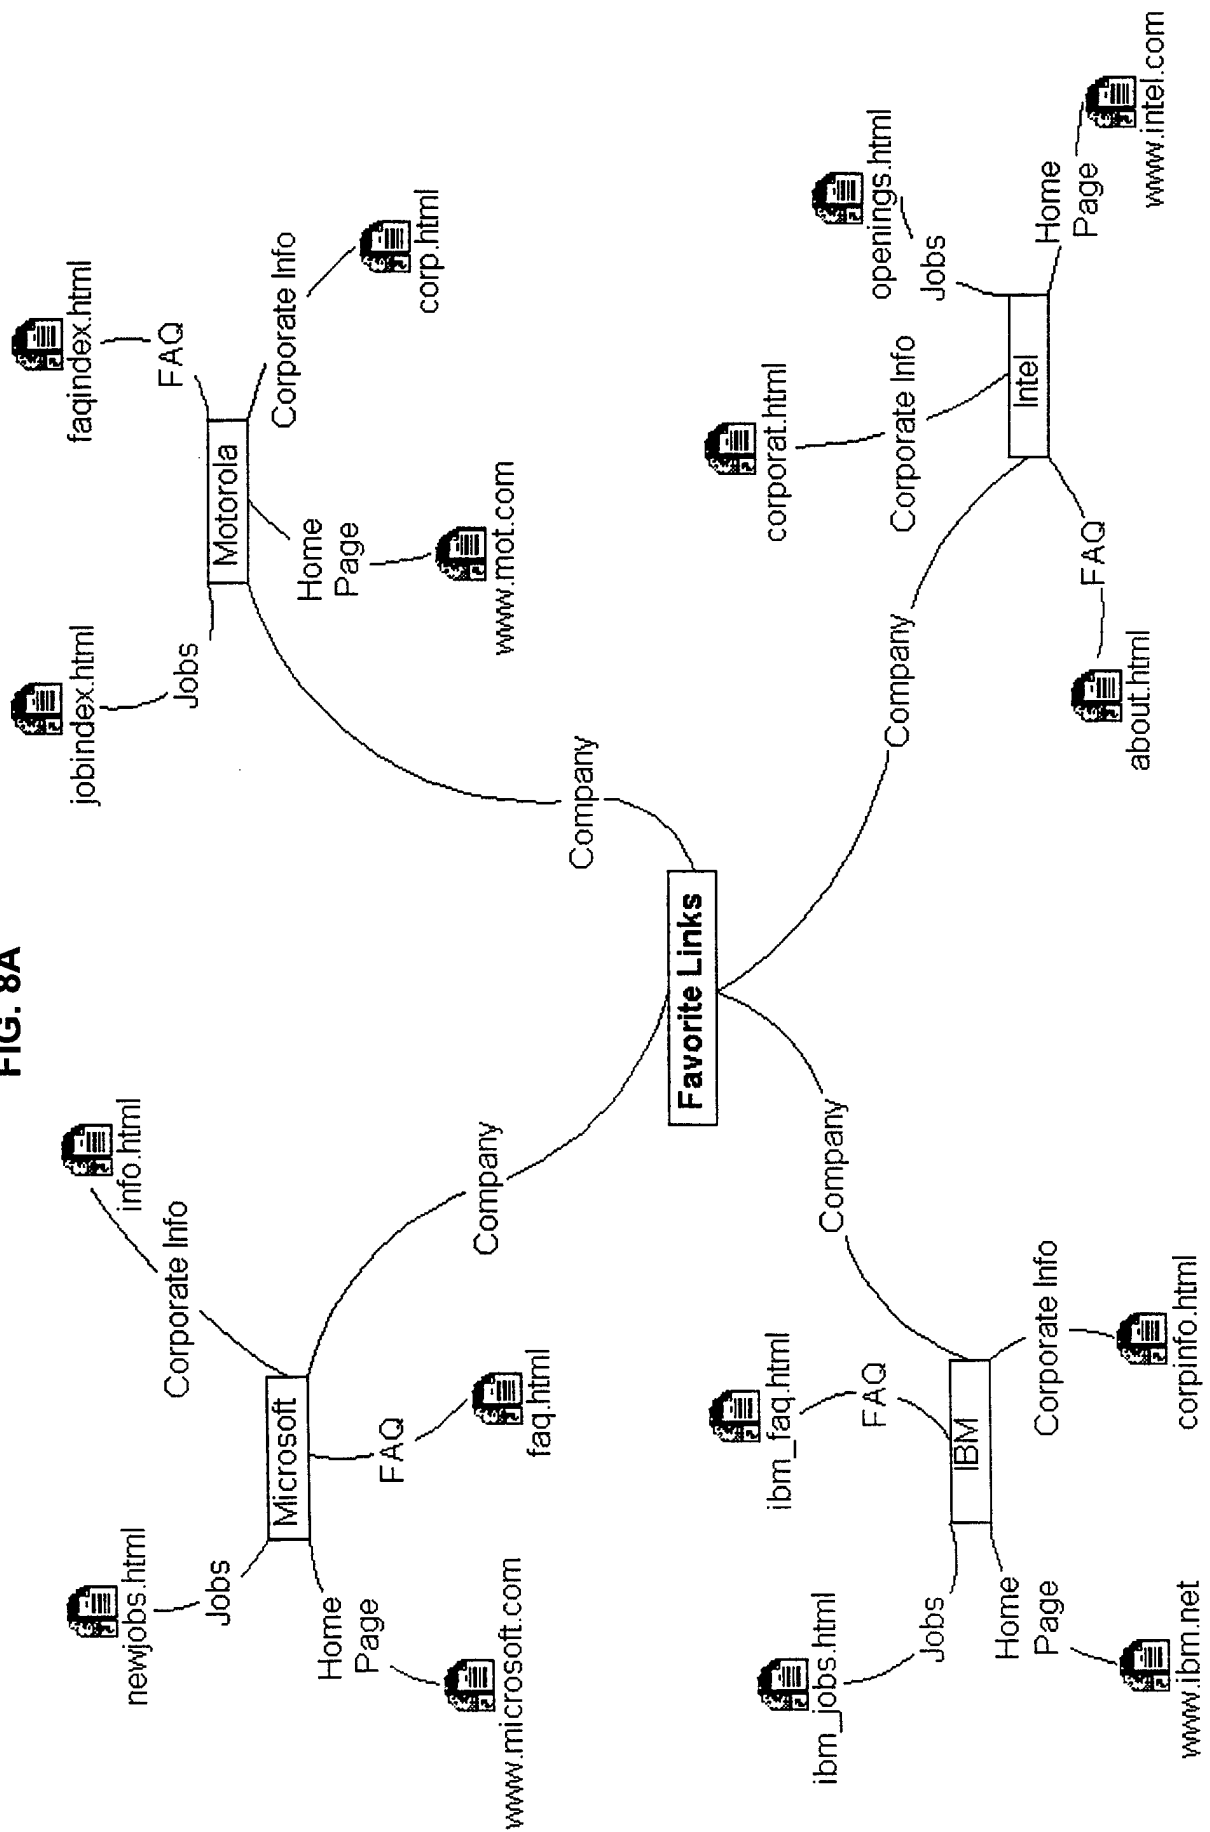 FIG. 8A
newjobs.html
Jobs
Microsoft
Home
Page
www.microsoft.com
FAQ
faq.html
Corporate Info
info.html
Company
jobindex.html
Jobs
Motorola
FAQ
faqindex.html
Home
Page
www.mot.com
Corporate Info
corp.html
Company
Favorite Links
Company
ibm_jobs.html
Jobs
IBM
ibm_faq.html
FAQ
Home
Page
www.ibm.net
Corporate Info
corpinfo.html
Company
corporat.html
Corporate Info
Intel
openings.html
Jobs
FAQ
about.html
Home
Page
www.intel.com